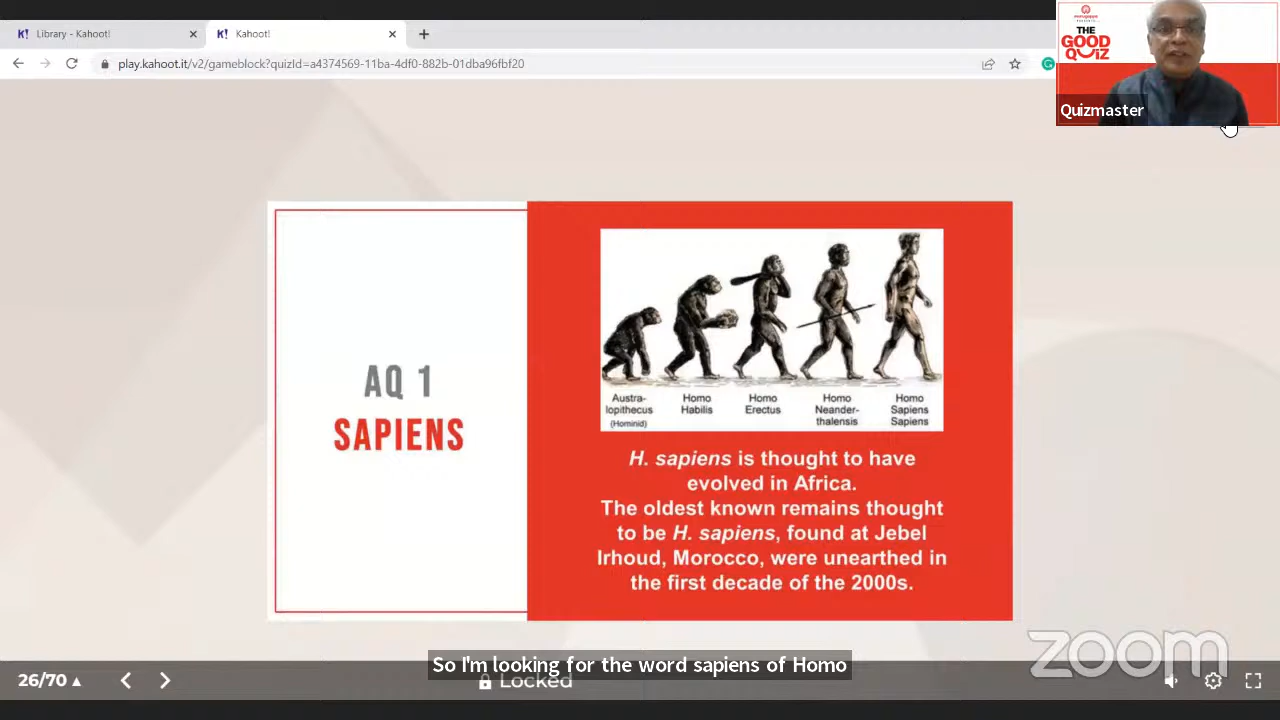 Library - Kahoot!
Kahoot!
play.kahoot.it/v2/gameblock?quizId=a4374569-11ba-4df0-882b-01dba96fbf20
THE
GOOD
QUIZ
Quizmaster
AQ 1
SAPIENS
Austra-
lopithecus
(Hominid)
Homo
Habilis
Homo
Erectus
Homo
Neander-
thalensis
Homo
Sapiens
Sapiens
H. sapiens is thought to have
evolved in Africa.
The oldest known remains thought
to be H. sapiens, found at Jebel
Irhoud, Morocco, were unearthed in
the first decade of the 2000s.
zoom
So I'm looking for the word sapiens of Homo
26/70
Locked